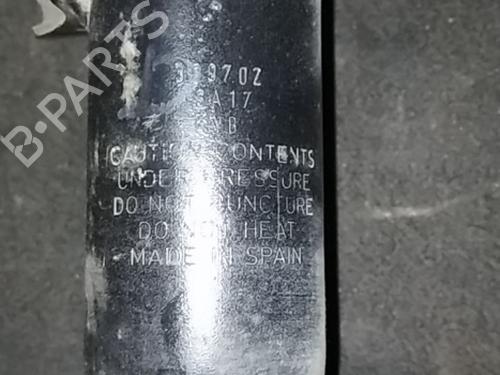 CAUTION CONTENTS
UNDER PRESSURE
DO NOT PUNCTURE
DO NOT HEAT
MADE IN SPAIN
B-PARTS